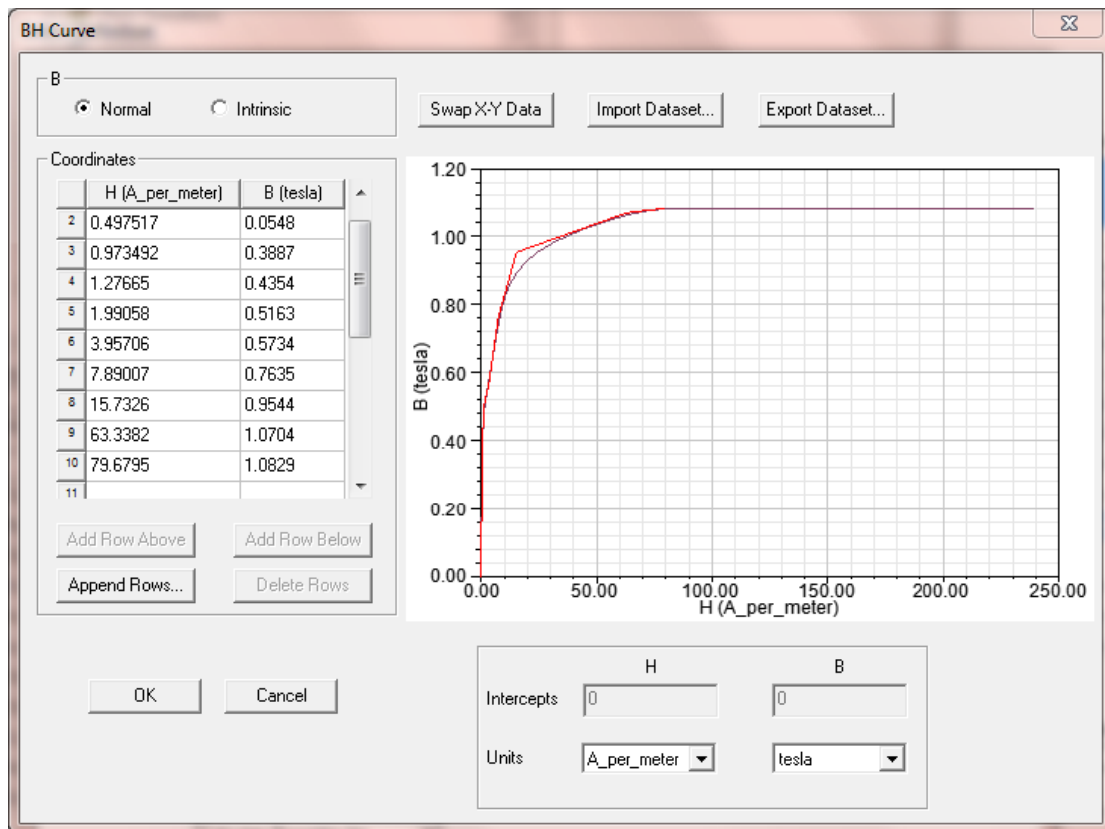 BH Curve
B
Normal Intrinsic
Swap X-Y Data Import Dataset... Export Dataset...
Coordinates
H (A_per_meter) B (tesla)
2 0.497517 0.0548
3 0.973492 0.3887
4 1.27665 0.4354
5 1.99058 0.5163
6 3.95706 0.5734
7 7.89007 0.7635
8 15.7326 0.9544
9 63.3382 1.0704
10 79.6795 1.0829
11
Add Row Above Add Row Below
Append Rows... Delete Rows
1.20
1.00
0.80
0.60
0.40
0.20
0.00
B (tesla)
0.00 50.00 100.00 150.00 200.00 250.00
H (A_per_meter)
OK Cancel
H B
Intercepts 0 0
Units A_per_meter tesla